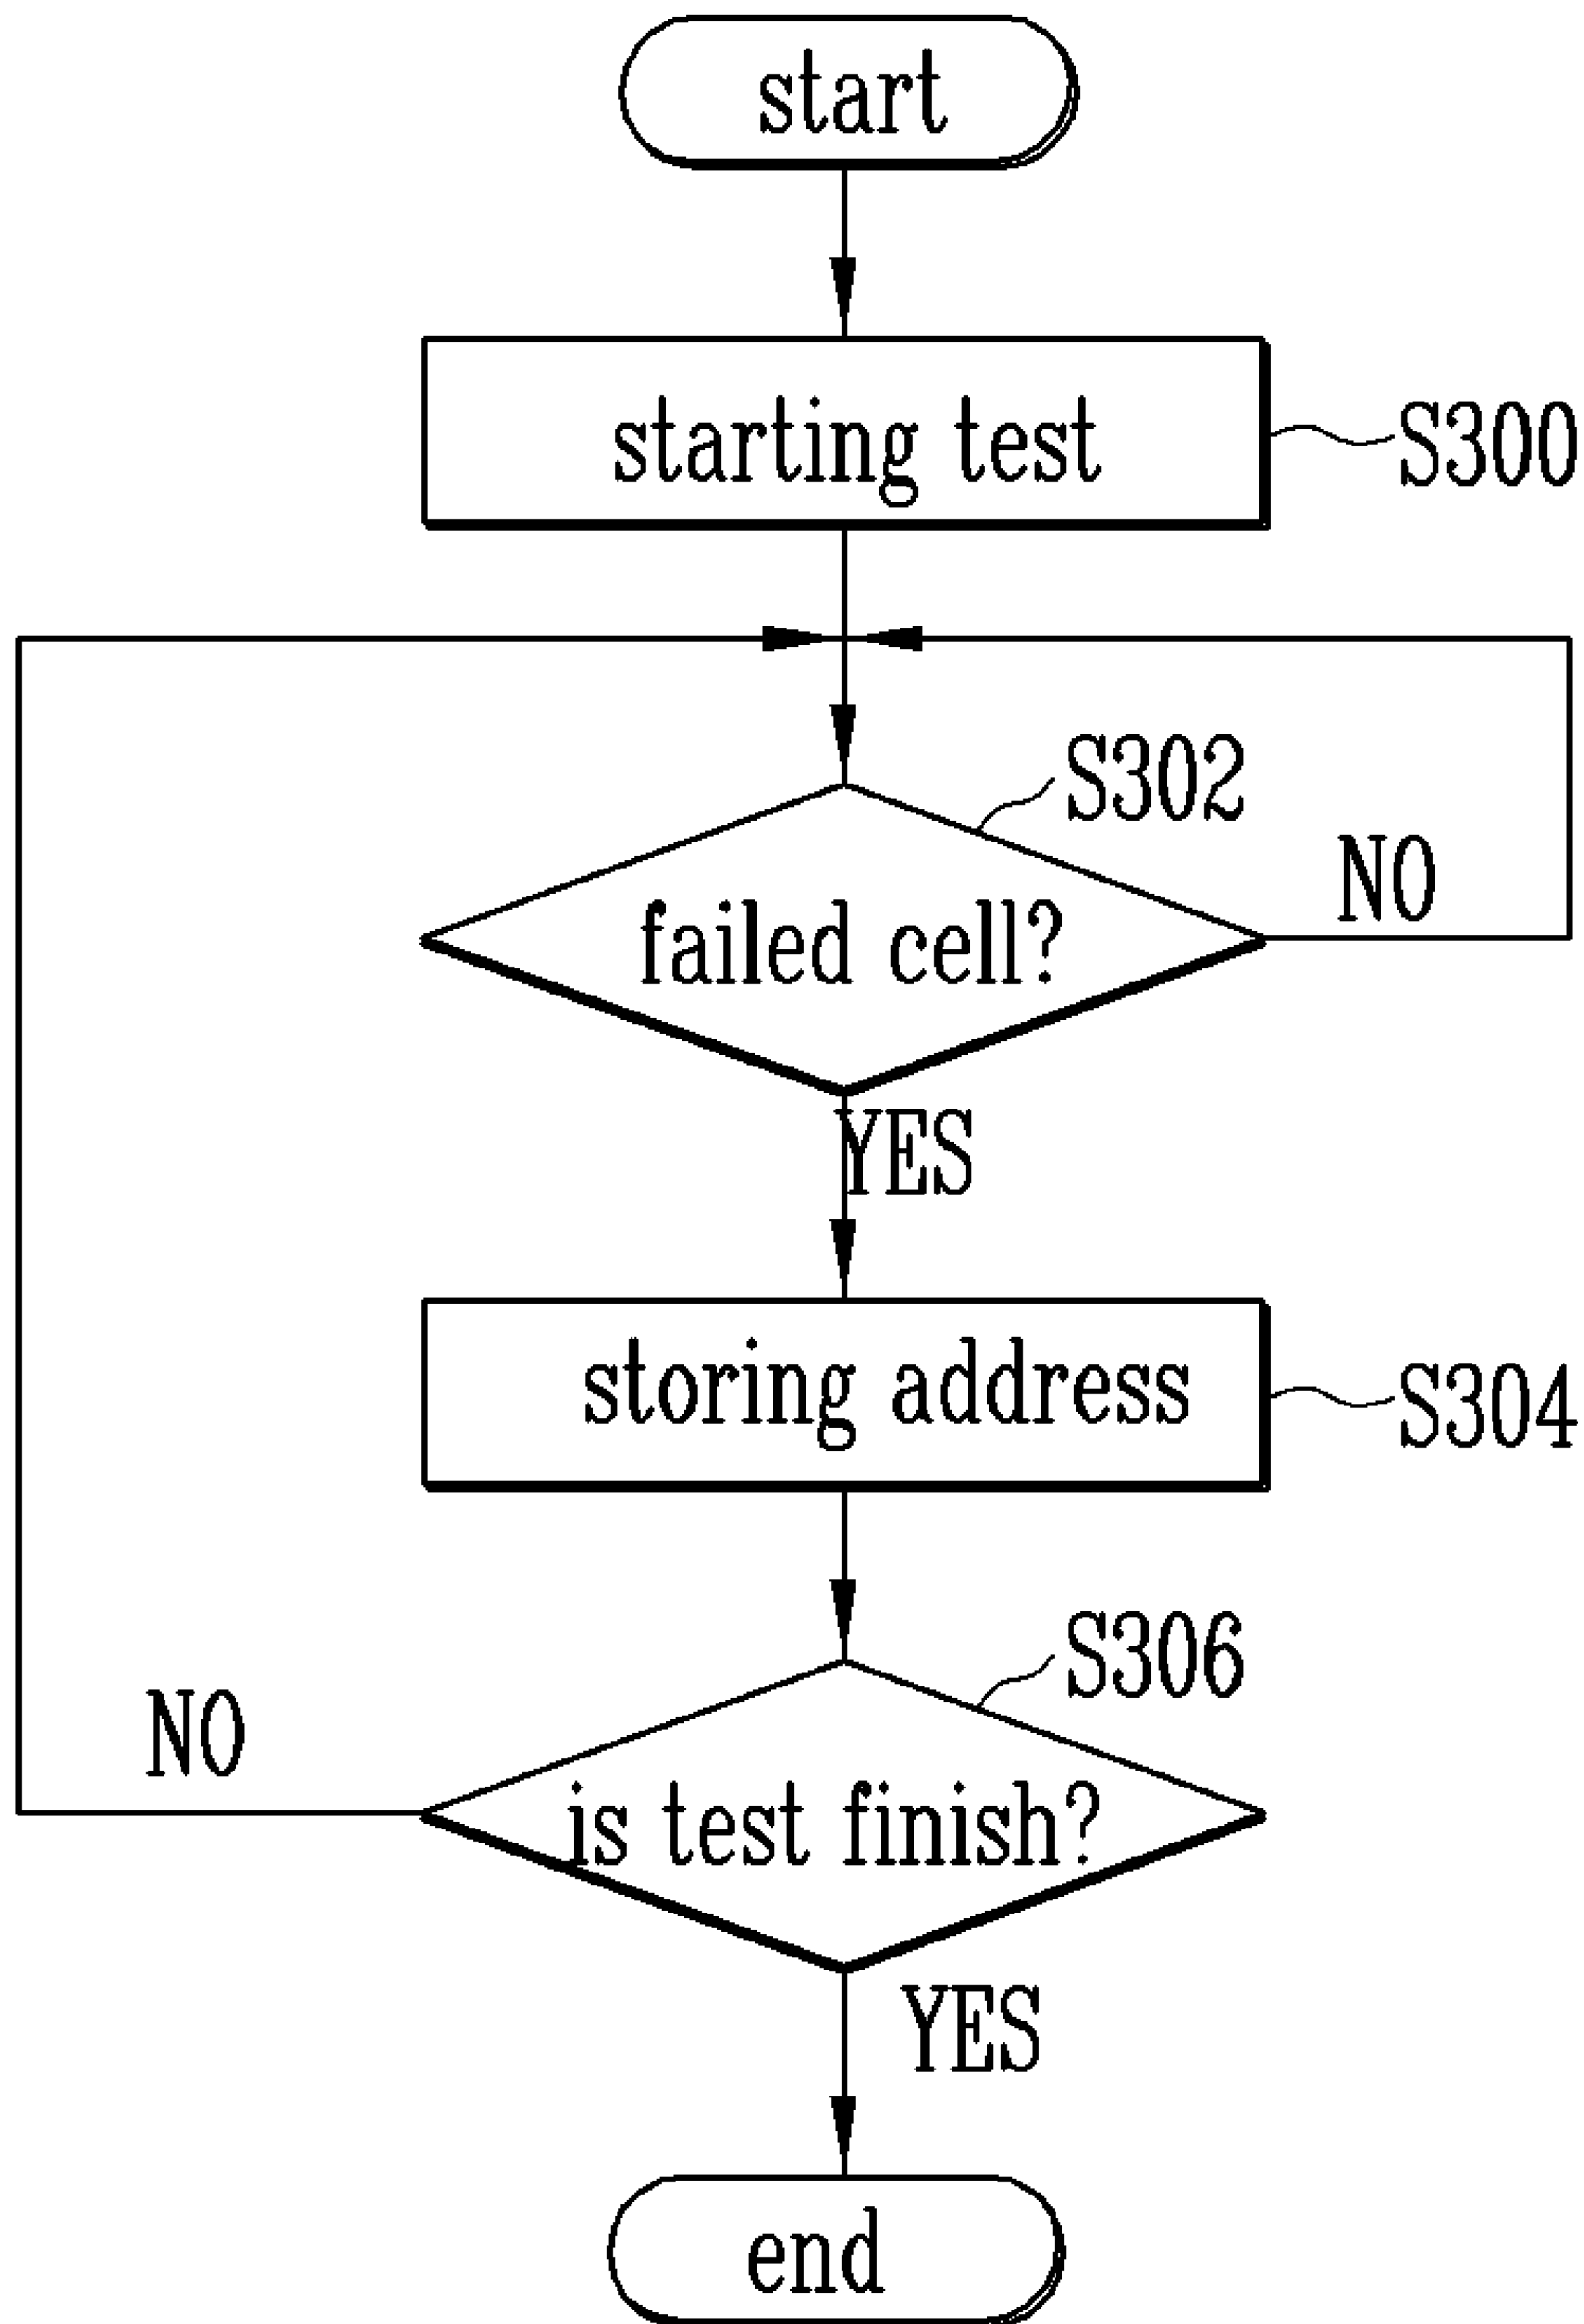 start
starting test
S300
S302
failed cell?
NO
YES
storing address
S304
S306
NO
is test finish?
YES
end